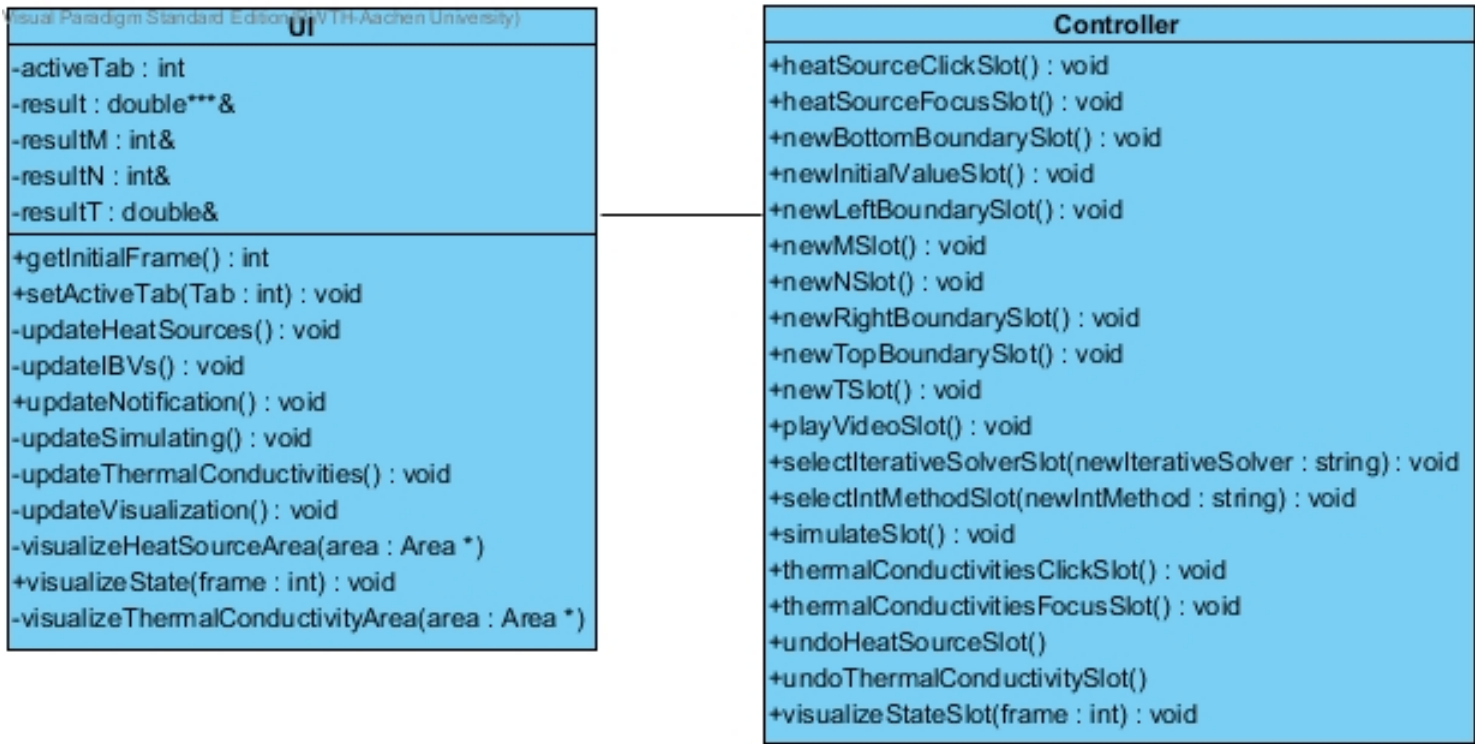 Visual Paradigm Standard Edition(RWTH-Aachen University)
UI
-activeTab : int
-result : double***&
-resultM : int&
-resultN : int&
-resultT : double&
+getInitialFrame() : int
+setActiveTab(Tab : int) : void
-updateHeatSources() : void
-updateIBVs() : void
+updateNotification() : void
-updateSimulating() : void
-updateThermalConductivities() : void
-updateVisualization() : void
-visualizeHeatSourceArea(area : Area *)
+visualizeState(frame : int) : void
-visualizeThermalConductivityArea(area : Area *)
Controller
+heatSourceClickSlot() : void
+heatSourceFocusSlot() : void
+newBottomBoundarySlot() : void
+newInitialValueSlot() : void
+newLeftBoundarySlot() : void
+newMSlot() : void
+newNSlot() : void
+newRightBoundarySlot() : void
+newTopBoundarySlot() : void
+newTSlot() : void
+playVideoSlot() : void
+selectIterativeSolverSlot(newIterativeSolver : string) : void
+selectIntMethodSlot(newIntMethod : string) : void
+simulateSlot() : void
+thermalConductivitiesClickSlot() : void
+thermalConductivitiesFocusSlot() : void
+undoHeatSourceSlot()
+undoThermalConductivitySlot()
+visualizeStateSlot(frame : int) : void